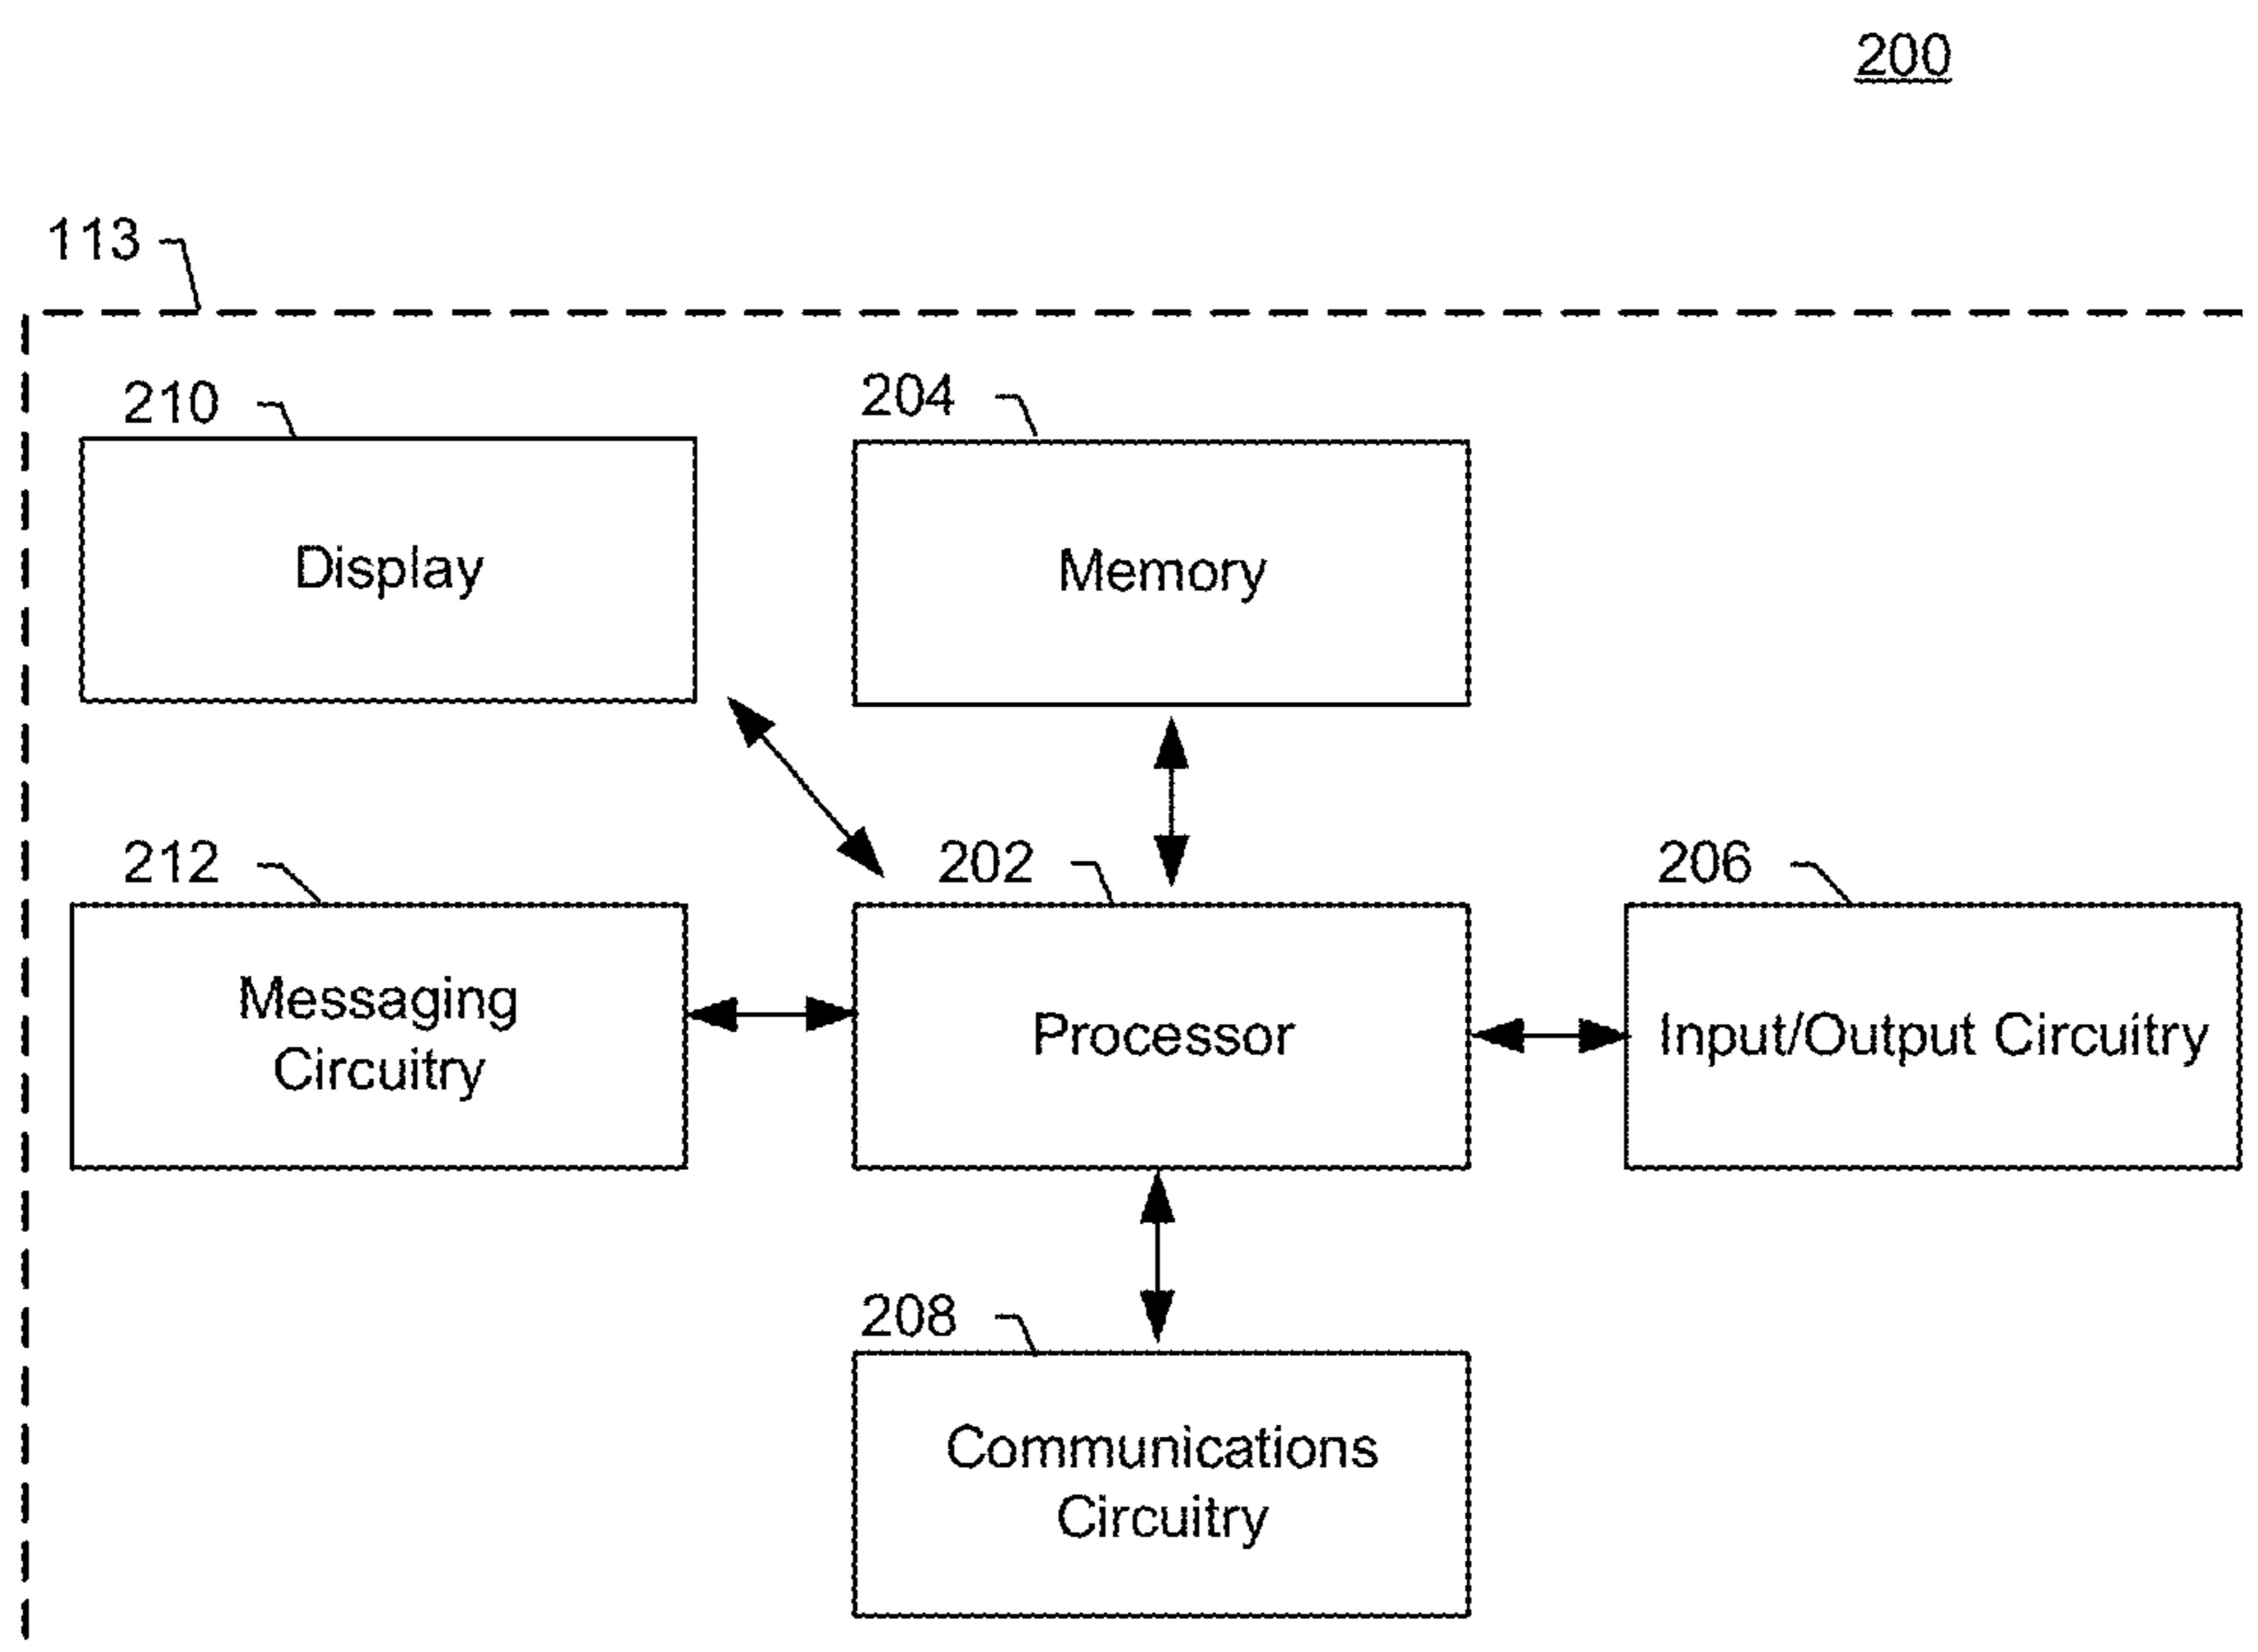 200
113
210
204
Display
Memory
212
202
206
Messaging
Circuitry
Processor
Input/Output Circuitry
208
Communications
Circuitry